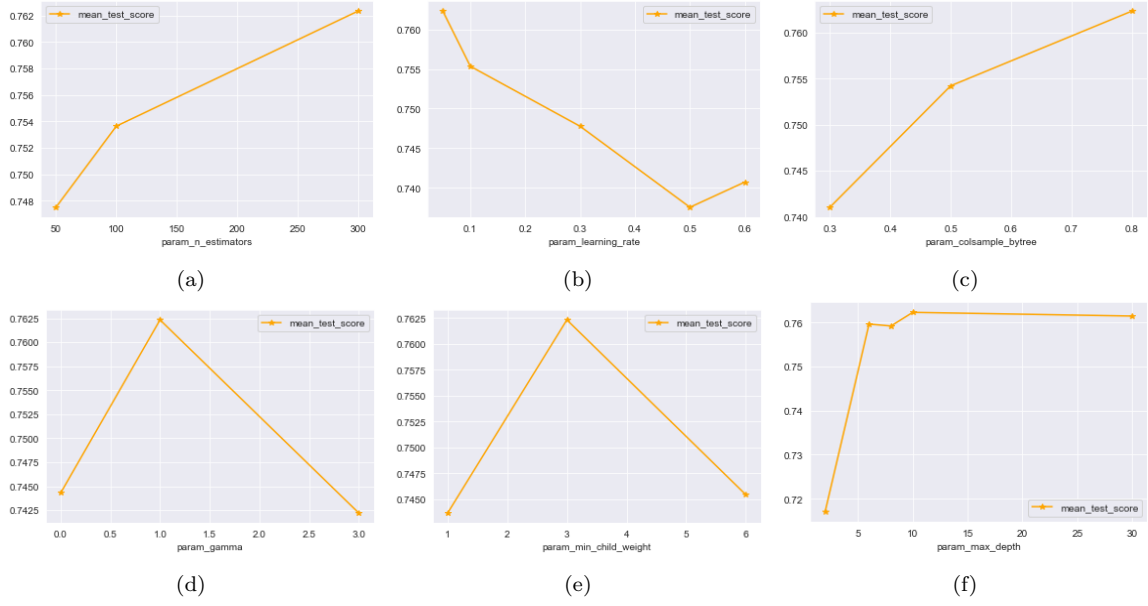 mean_test_score
0.762
0.760
0.758
0.756
0.754
0.752
0.750
0.748
50 100 150 200 250 300
param_n_estimators
(a)
mean_test_score
0.760
0.755
0.750
0.745
0.740
0.1 0.2 0.3 0.4 0.5 0.6
param_learning_rate
(b)
mean_test_score
0.760
0.755
0.750
0.745
0.740
0.3 0.4 0.5 0.6 0.7 0.8
param_colsample_bytree
(c)
mean_test_score
0.7625
0.7600
0.7575
0.7550
0.7525
0.7500
0.7475
0.7450
0.7425
0.0 0.5 1.0 1.5 2.0 2.5 3.0
param_gamma
(d)
mean_test_score
0.7625
0.7600
0.7575
0.7550
0.7525
0.7500
0.7475
0.7450
1 2 3 4 5 6
param_min_child_weight
(e)
0.76
0.75
0.74
0.73
0.72
mean_test_score
5 10 15 20 25 30
param_max_depth
(f)